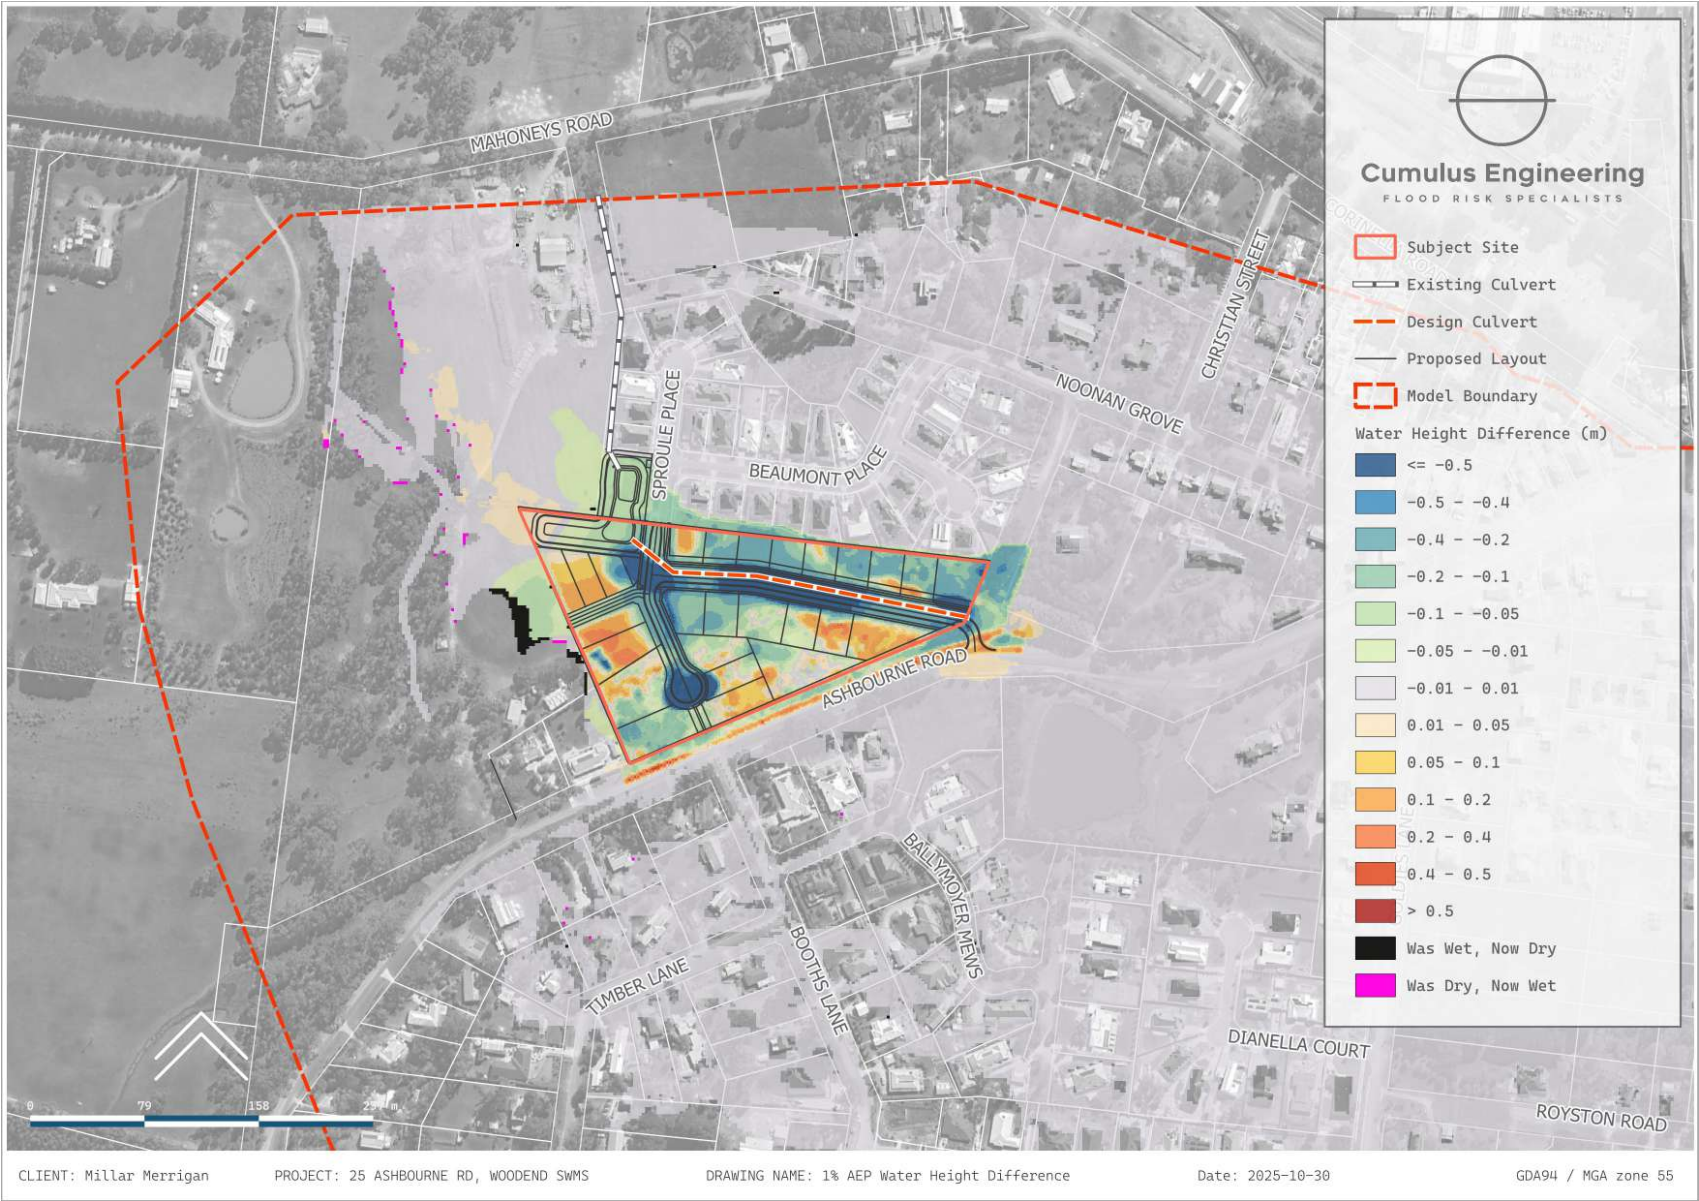 MAHONEYS ROAD
CHRISTIAN STREET
NOONAN GROVE
SPROULE PLACE
BEAUMONT PLACE
ASHBOURNE ROAD
BALLYMOYER MEWS
BOOTHS LANE
TIMBER LANE
DIANELLA COURT
ROYSTON ROAD
Cumulus Engineering
FLOOD RISK SPECIALISTS
Subject Site
Existing Culvert
Design Culvert
Proposed Layout
Model Boundary
Water Height Difference (m)
<= -0.5
-0.5 - -0.4
-0.4 - -0.2
-0.2 - -0.1
-0.1 - -0.05
-0.05 - -0.01
-0.01 - 0.01
0.01 - 0.05
0.05 - 0.1
0.1 - 0.2
0.2 - 0.4
0.4 - 0.5
> 0.5
Was Wet, Now Dry
Was Dry, Now Wet
0 79 158 m
CLIENT: Millar Merrigan PROJECT: 25 ASHBOURNE RD, WOODEND SWMS DRAWING NAME: 1% AEP Water Height Difference Date: 2025-10-30 GDA94 / MGA zone 55